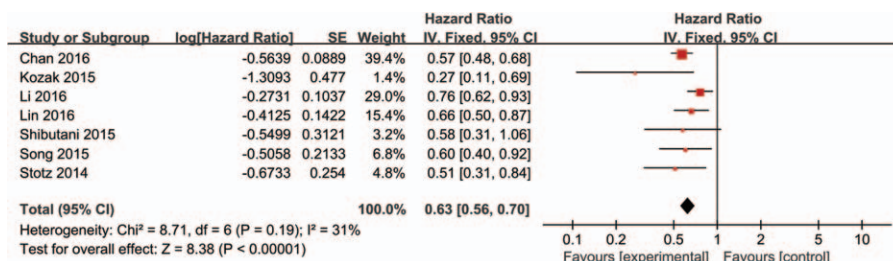 Hazard Ratio Hazard Ratio
Study or Subgroup log[Hazard Ratio] SE Weight IV. Fixed. 95% CI IV. Fixed. 95% CI
Chan 2016 -0.5639 0.0889 39.4% 0.57 [0.48, 0.68]
Kozak 2015 -1.3093 0.477 1.4% 0.27 [0.11, 0.69]
Li 2016 -0.2731 0.1037 29.0% 0.76 [0.62, 0.93]
Lin 2016 -0.4125 0.1422 15.4% 0.66 [0.50, 0.87]
Shibutani 2015 -0.5499 0.3121 3.2% 0.58 [0.31, 1.06]
Song 2015 -0.5058 0.2133 6.8% 0.60 [0.40, 0.92]
Stotz 2014 -0.6733 0.254 4.8% 0.51 [0.31, 0.84]
Total (95% CI) 100.0% 0.63 [0.56, 0.70]
Heterogeneity: Chi² = 8.71, df = 6 (P = 0.19); I² = 31%
Test for overall effect: Z = 8.38 (P < 0.00001)
0.1 0.2 0.5 1 2 5 10
Favours [experimental] Favours [control]